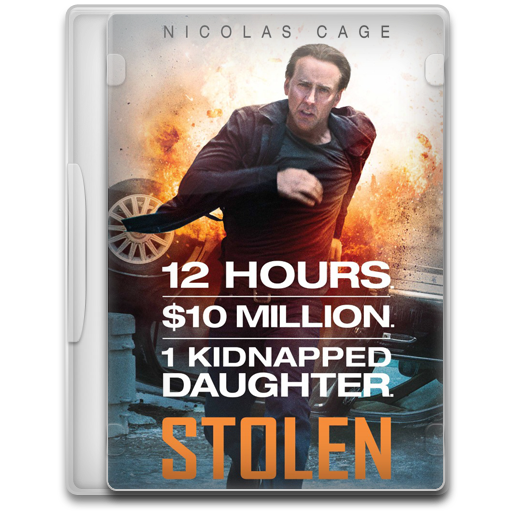 NICOLAS CAGE
12 HOURS.
$10 MILLION.
1 KIDNAPPED
DAUGHTER.
STOLEN